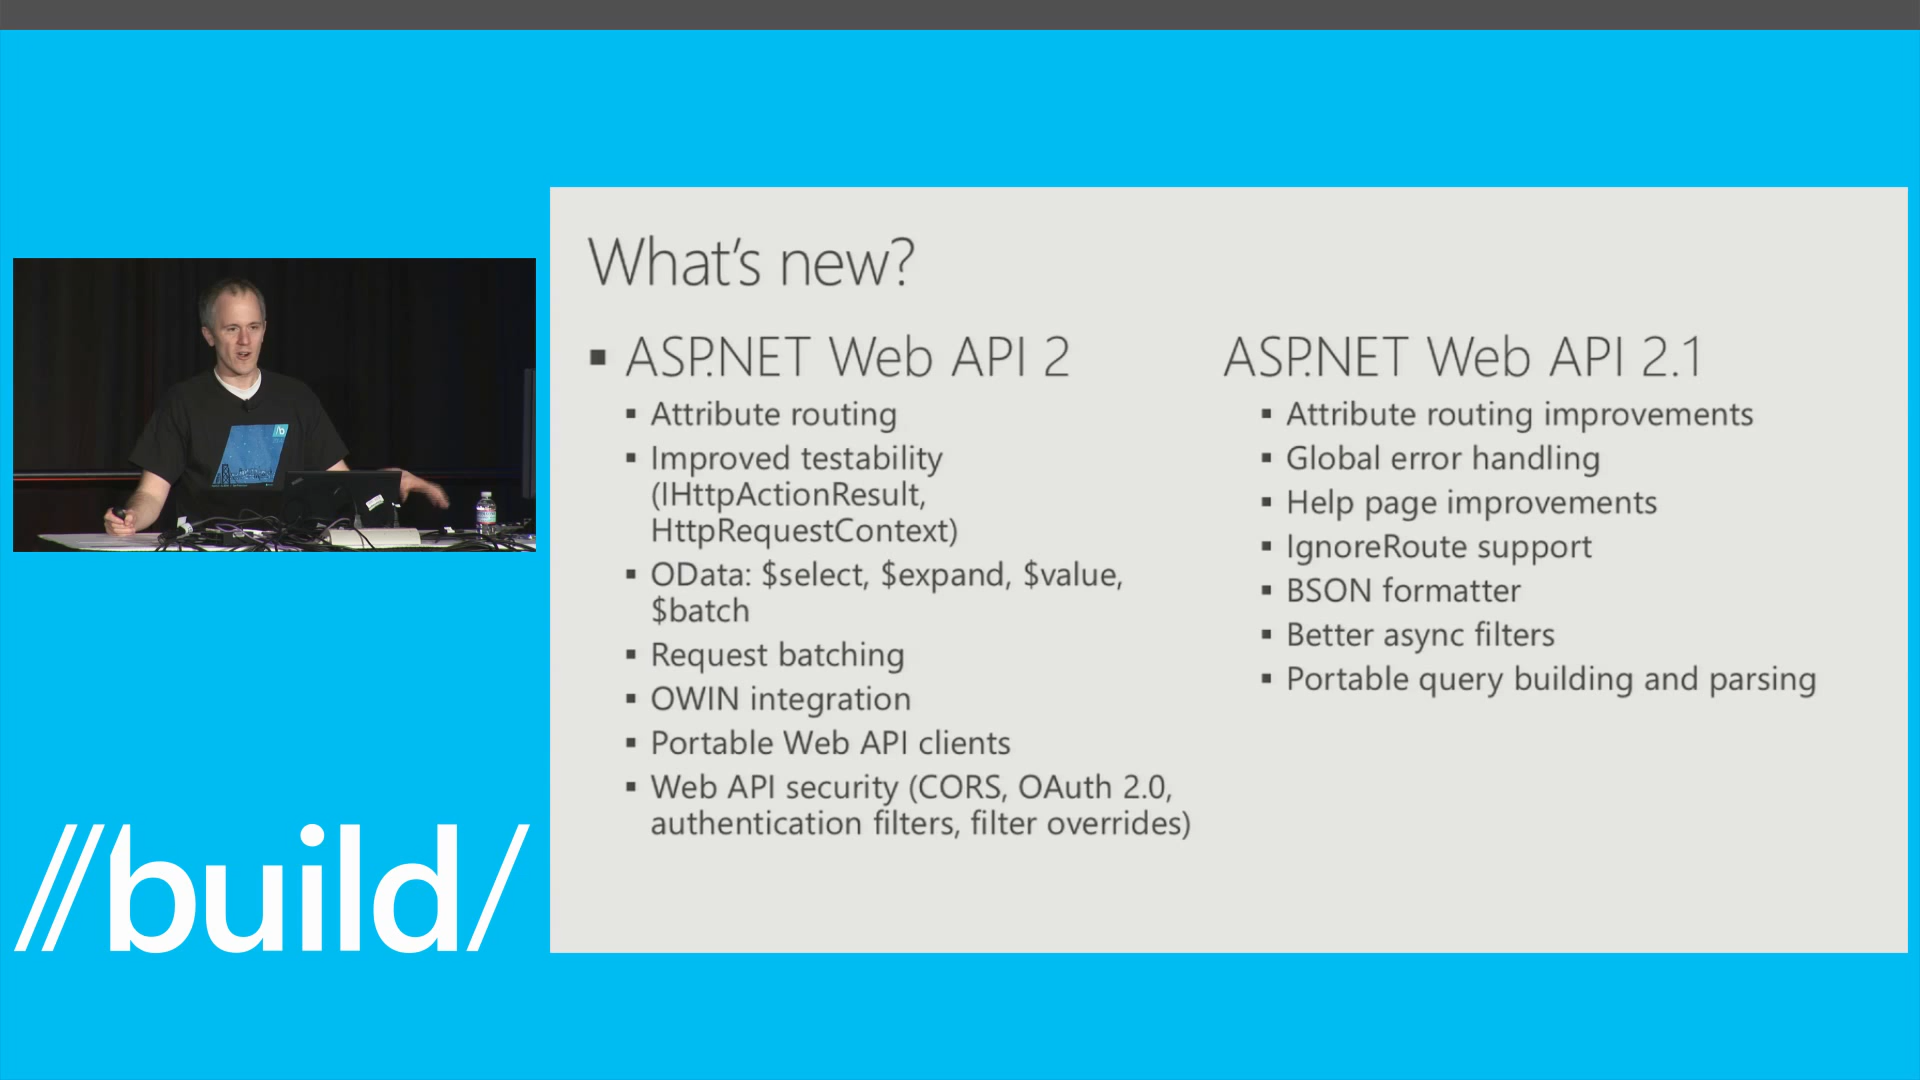 What's new?
▪ ASP.NET Web API 2
▪ Attribute routing
▪ Improved testability
(IHttpActionResult,
HttpRequestContext)
▪ OData: $select, $expand, $value,
$batch
▪ Request batching
▪ OWIN integration
▪ Portable Web API clients
▪ Web API security (CORS, OAuth 2.0,
authentication filters, filter overrides)
ASP.NET Web API 2.1
▪ Attribute routing improvements
▪ Global error handling
▪ Help page improvements
▪ IgnoreRoute support
▪ BSON formatter
▪ Better async filters
▪ Portable query building and parsing
//build/